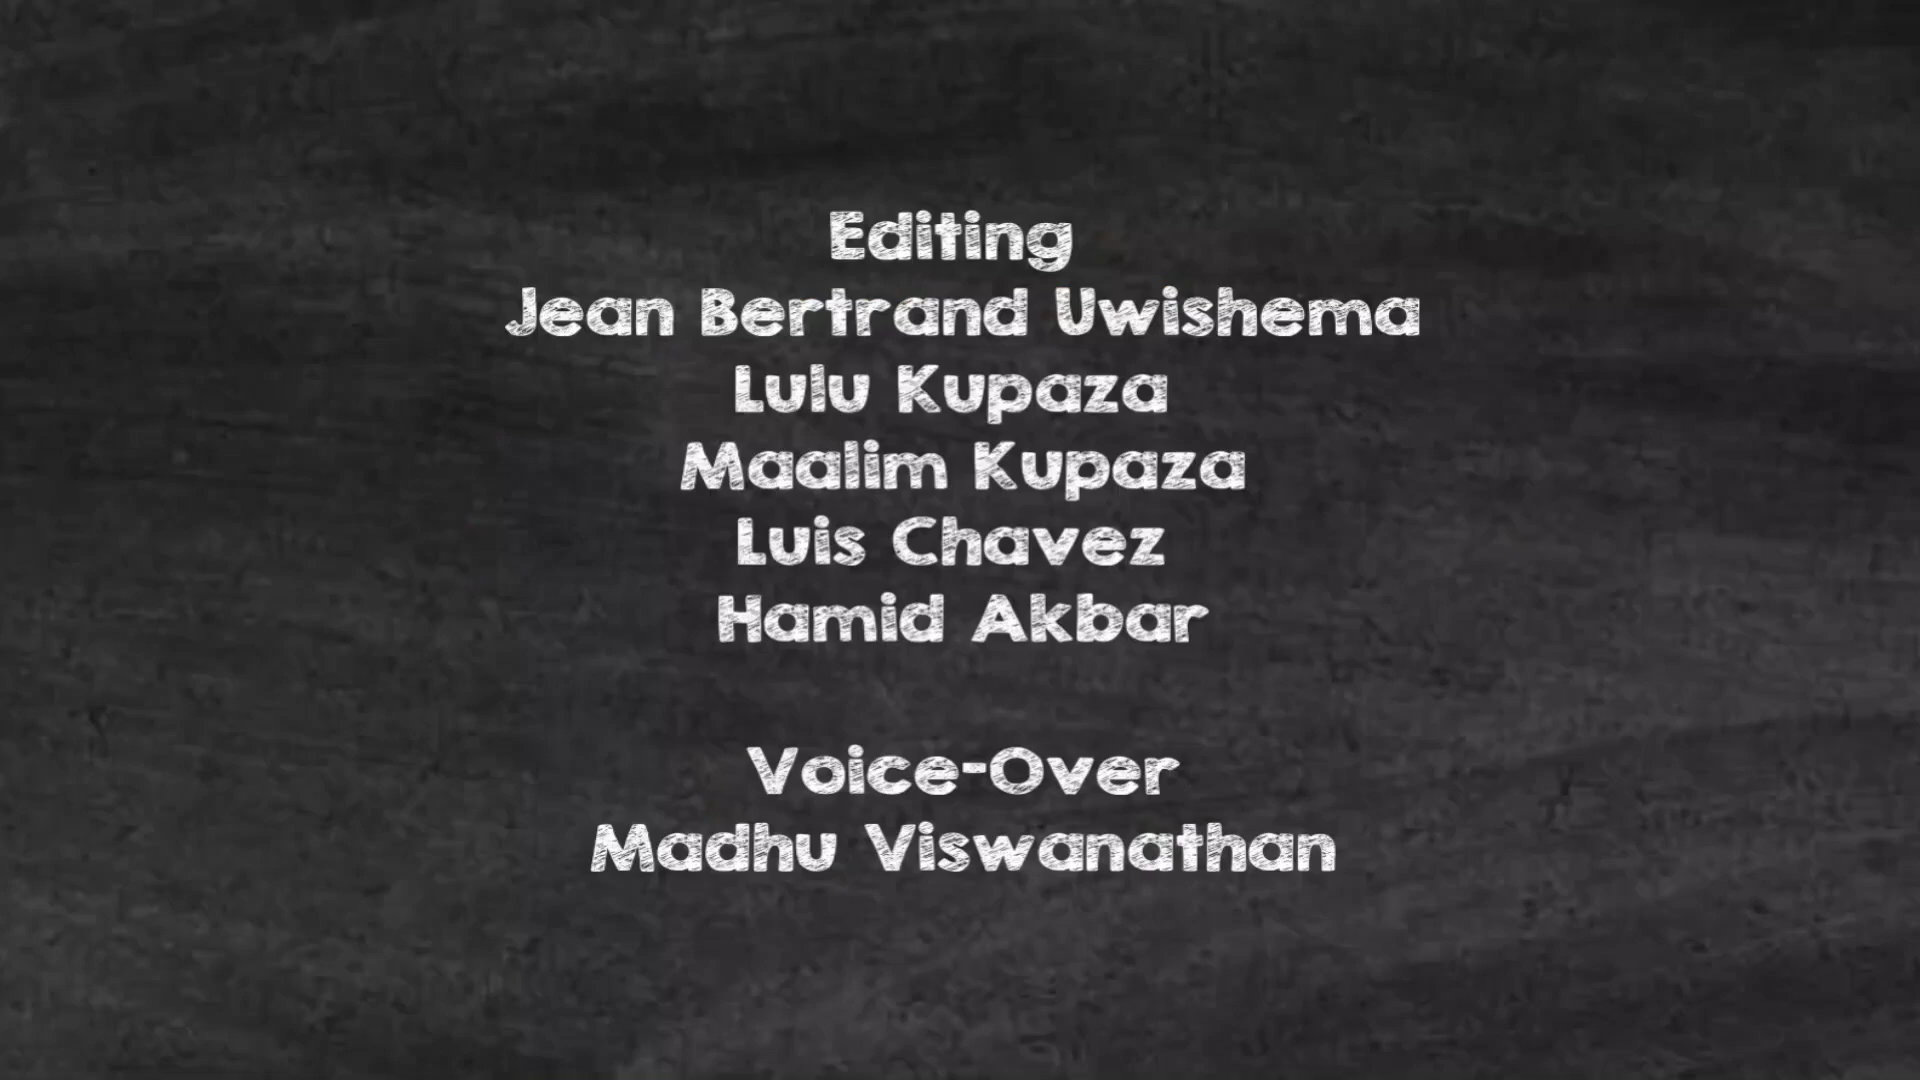 Editing
Jean Bertrand Uwishema
Lulu Kupaza
Maalim Kupaza
Luis Chavez
Hamid Akbar
Voice-Over
Madhu Viswanathan